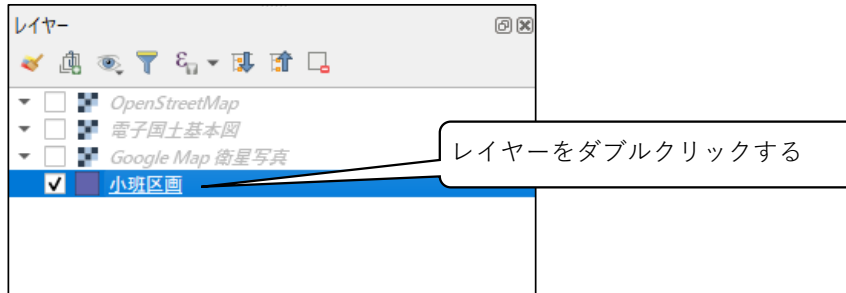 レイヤー
OpenStreetMap
電子国土基本図
Google Map 衛星写真
小班区画
レイヤーをダブルクリックする